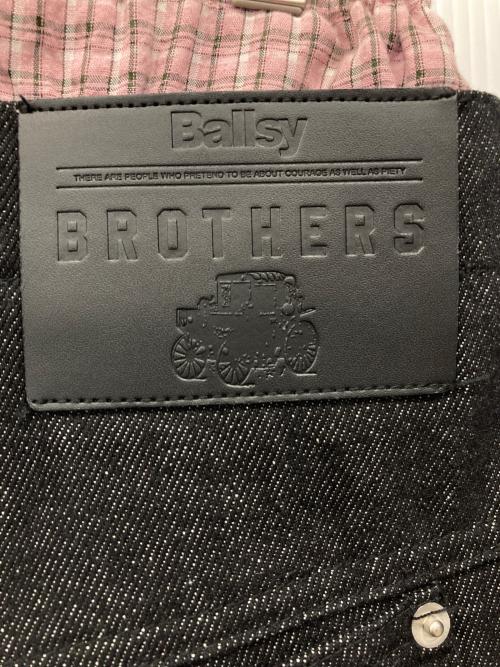 Ballsy
THERE ARE PEOPLE WHO PRETEND TO BE ABOUT COURAGE AS WELL AS PIETY
BROTHERS